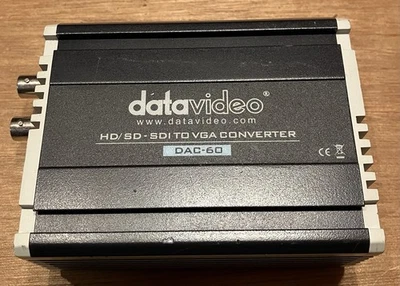 datavideo®
www.datavideo.com
HD/SD-SDI TO VGA CONVERTER
DAC-60
CE